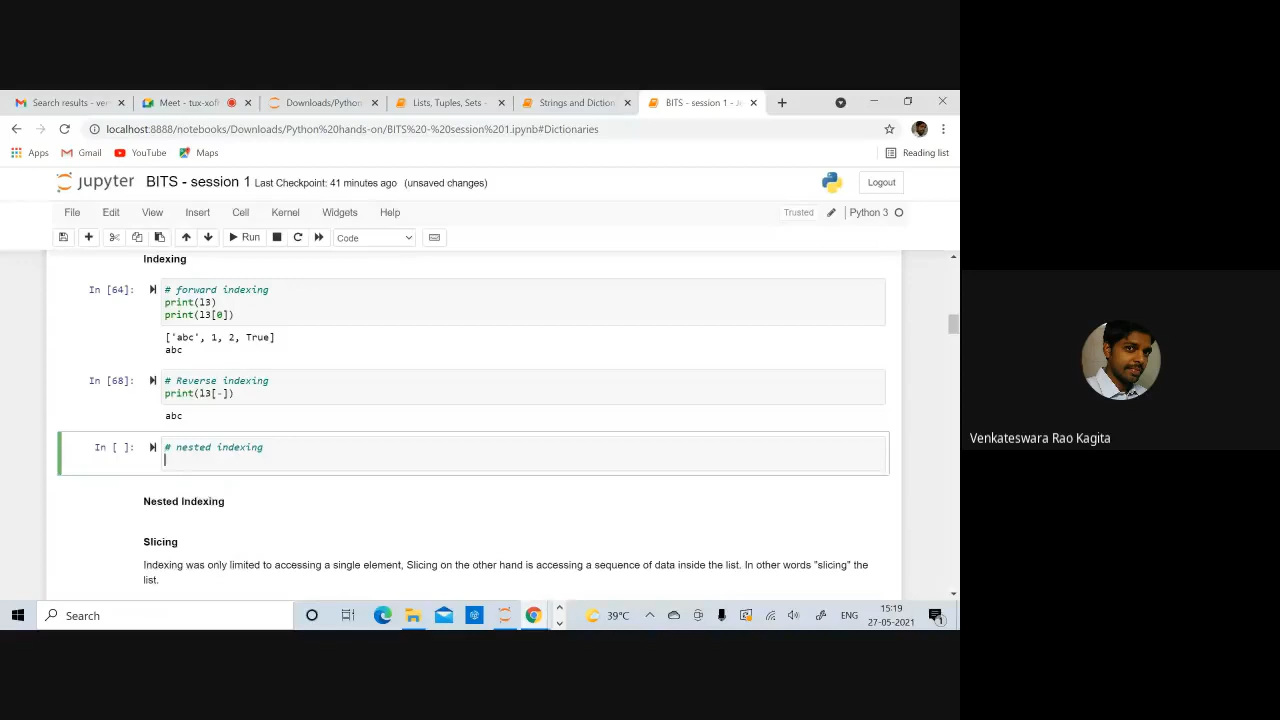 Search results - ve
Meet - tux-xof
Downloads/Python
Lists, Tuples, Sets -
Strings and Diction
BITS - session 1 - J
localhost:8888/notebooks/Downloads/Python%20hands-on/BITS%20-%20session%201.ipynb#Dictionaries
Apps
Gmail
YouTube
Maps
Reading list
jupyter
BITS - session 1
Last Checkpoint: 41 minutes ago
(unsaved changes)
Logout
File
Edit
View
Insert
Cell
Kernel
Widgets
Help
Trusted
Python 3
Run
Code
Indexing
In [64]:
# forward indexing
print(l3)
print(l3[0])
['abc', 1, 2, True]
abc
In [68]:
# Reverse indexing
print(l3[-])
abc
In [ ]:
# nested indexing
Nested Indexing
Slicing
Indexing was only limited to accessing a single element, Slicing on the other hand is accessing a sequence of data inside the list. In other words "slicing" the
list.
Venkateswara Rao Kagita
Search
39°C
ENG
15:19
27-05-2021
1